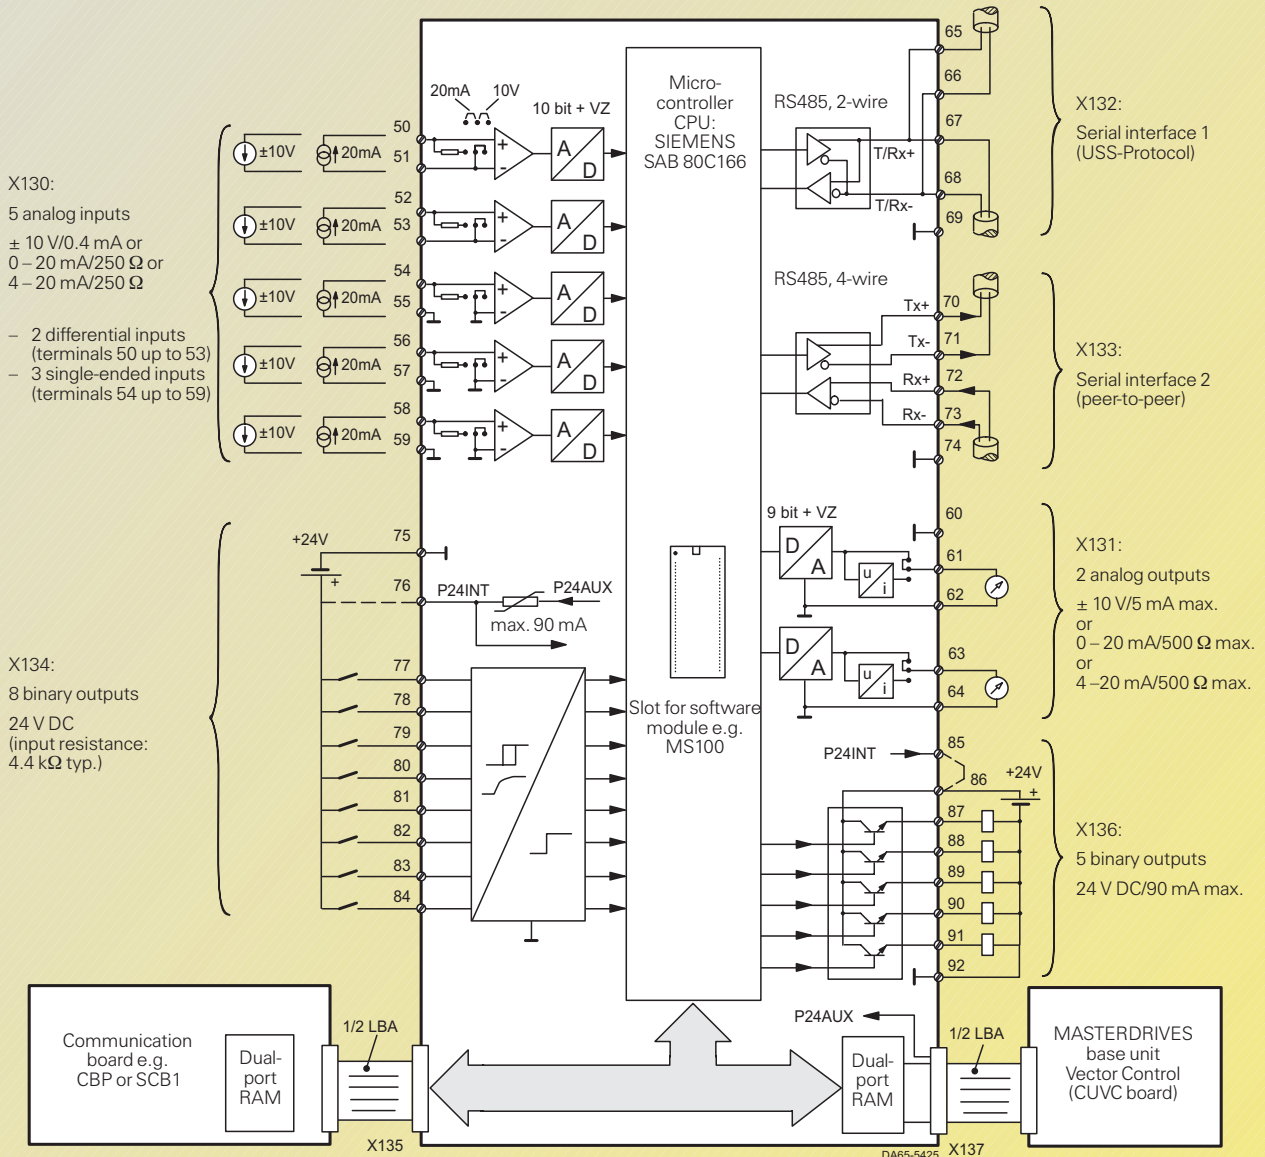 X130:
5 analog inputs
± 10 V/0.4 mA or
0 – 20 mA/250 Ω or
4 – 20 mA/250 Ω
– 2 differential inputs
(terminals 50 up to 53)
– 3 single-ended inputs
(terminals 54 up to 59)
±10V
20mA
50
51
±10V
20mA
52
53
±10V
20mA
54
55
±10V
20mA
56
57
±10V
20mA
58
59
20mA
10V
10 bit + VZ
+
-
A
D
+
-
A
D
+
-
A
D
+
-
A
D
+
-
A
D
X134:
8 binary outputs
24 V DC
(input resistance:
4.4 kΩ typ.)
+24V
+
75
76
77
78
79
80
81
82
83
84
P24INT
P24AUX
max. 90 mA
Micro-
controller
CPU:
SIEMENS
SAB 80C166
Slot for software
module e.g.
MS100
RS485, 2-wire
T/Rx+
T/Rx-
65
66
67
68
69
X132:
Serial interface 1
(USS-Protocol)
RS485, 4-wire
Tx+
Tx-
Rx+
Rx-
70
71
72
73
74
X133:
Serial interface 2
(peer-to-peer)
9 bit + VZ
D
A
u
i
D
A
u
i
60
61
62
63
64
X131:
2 analog outputs
± 10 V/5 mA max.
or
0 – 20 mA/500 Ω max.
or
4 –20 mA/500 Ω max.
P24INT
85
86
+24V
+
87
88
89
90
91
92
X136:
5 binary outputs
24 V DC/90 mA max.
Communication
board e.g.
CBP or SCB1
Dual-
port
RAM
1/2 LBA
X135
P24AUX
Dual-
port
RAM
1/2 LBA
X137
MASTERDRIVES
base unit
Vector Control
(CUVC board)
DA65-5425